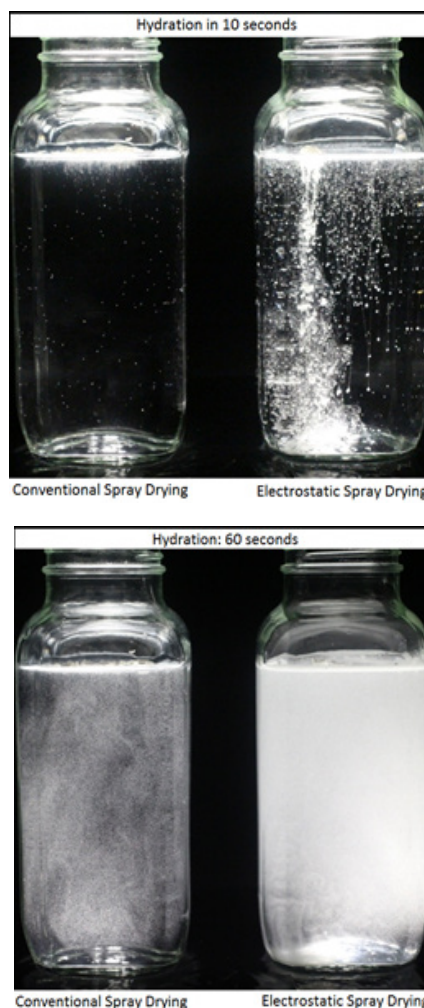 Hydration in 10 seconds
Conventional Spray Drying
Electrostatic Spray Drying
Hydration: 60 seconds
Conventional Spray Drying
Electrostatic Spray Drying